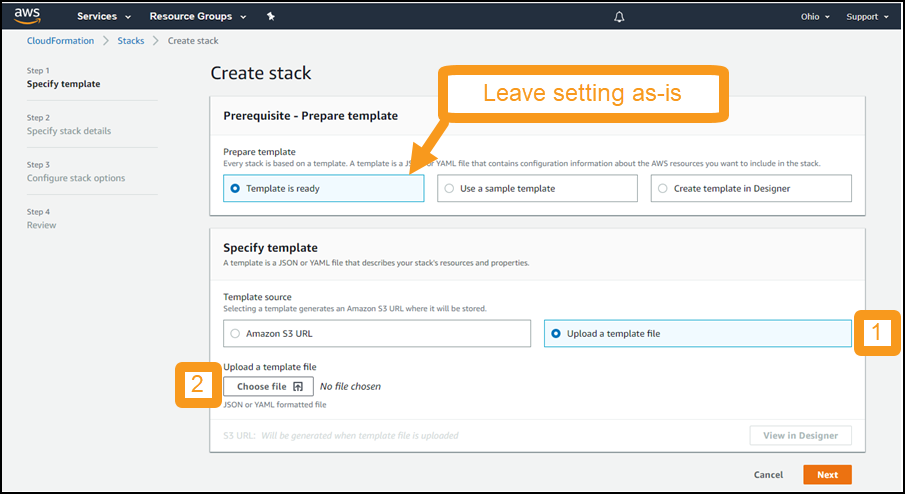 aws Services Resource Groups Ohio Support
CloudFormation > Stacks > Create stack
Step 1
Specify template
Step 2
Specify stack details
Step 3
Configure stack options
Step 4
Review
Create stack
Leave setting as-is
Prerequisite - Prepare template
Prepare template
Every stack is based on a template. A template is a JSON or YAML file that contains configuration information about the AWS resources you want to include in the stack.
Template is ready
Use a sample template
Create template in Designer
Specify template
A template is a JSON or YAML file that describes your stack's resources and properties.
Template source
Selecting a template generates an Amazon S3 URL where it will be stored.
Amazon S3 URL
Upload a template file
1
Upload a template file
2
Choose file No file chosen
JSON or YAML formatted file
S3 URL: Will be generated when template file is uploaded
View in Designer
Cancel Next